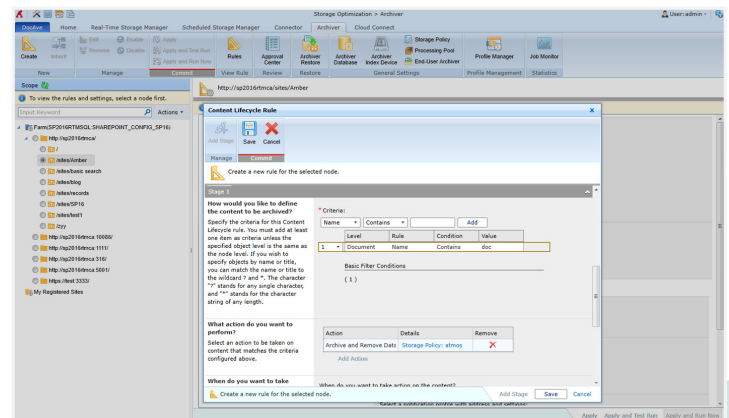 Storage Optimization > Archiver
User: admin
DocAve
Home
Real-Time Storage Manager
Scheduled Storage Manager
Connector
Archiver
Cloud Connect
Create
Inherit
Edit
Remove
Enable
Disable
Apply
Apply and Test Run
Apply and Run Now
Rules
Approval Center
Archiver Restore
Archiver Database
Archiver Index Device
Storage Policy
Processing Pool
End-User Archiver
Profile Manager
Job Monitor
New
Manage
Commit
View Rule
Review
Restore
General Settings
Profile Management
Statistics
Scope
To view the rules and settings, select a node first.
Input Keyword
Actions
Farm(SP2016RTMSQL:SHAREPOINT_CONFIG_SP16)
http://sp2016rtmca/
/
/sites/Amber
/sites/basic search
/sites/blog
/sites/records
/sites/SP16
/sites/test1
/zyy
http://sp2016rtmca:10086/
http://sp2016rtmca:1111/
http://sp2016rtmca:316/
http://sp2016rtmca:5001/
https://test:3333/
My Registered Sites
http://sp2016rtmca/sites/Amber
Content Lifecycle Rule
x
Add Stage
Save
Cancel
Manage
Commit
Create a new rule for the selected node.
Stage 1
How would you like to define
the content to be archived?
Specify the criteria for this Content
Lifecycle rule. You must add at least
one item as criteria unless the
specified object level is the same as
the node level. If you wish to
specify objects by name or title,
you can match the name or title to
the wildcard ? and *. The character
"?" stands for any single character,
and "*" stands for the character
string of any length.
* Criteria:
Name
Contains
Add
Level Rule Condition Value
1 Document Name Contains doc
Basic Filter Conditions
( 1 )
What action do you want to
perform?
Select an action to be taken on
content that matches the criteria
configured above.
Action Details Remove
Archive and Remove Data Storage Policy: atmos
Add Action
When do you want to take
When do you want to take action on the content?
Create a new rule for the selected node.
Add Stage
Save
Cancel
Select a notification profile with address and settings:
Apply
Apply and Test Run
Apply and Run Now